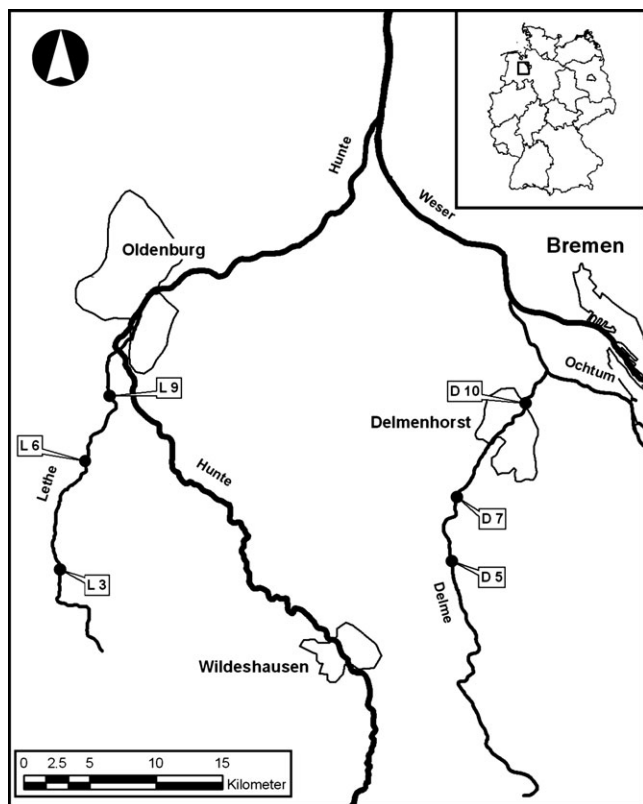 Hunte
Weser
Oldenburg
Bremen
Ochtum
L 9
D 10
Delmenhorst
L 6
Lethe
Hunte
D 7
L 3
D 5
Delme
Wildeshausen
0 2.5 5 10 15
Kilometer